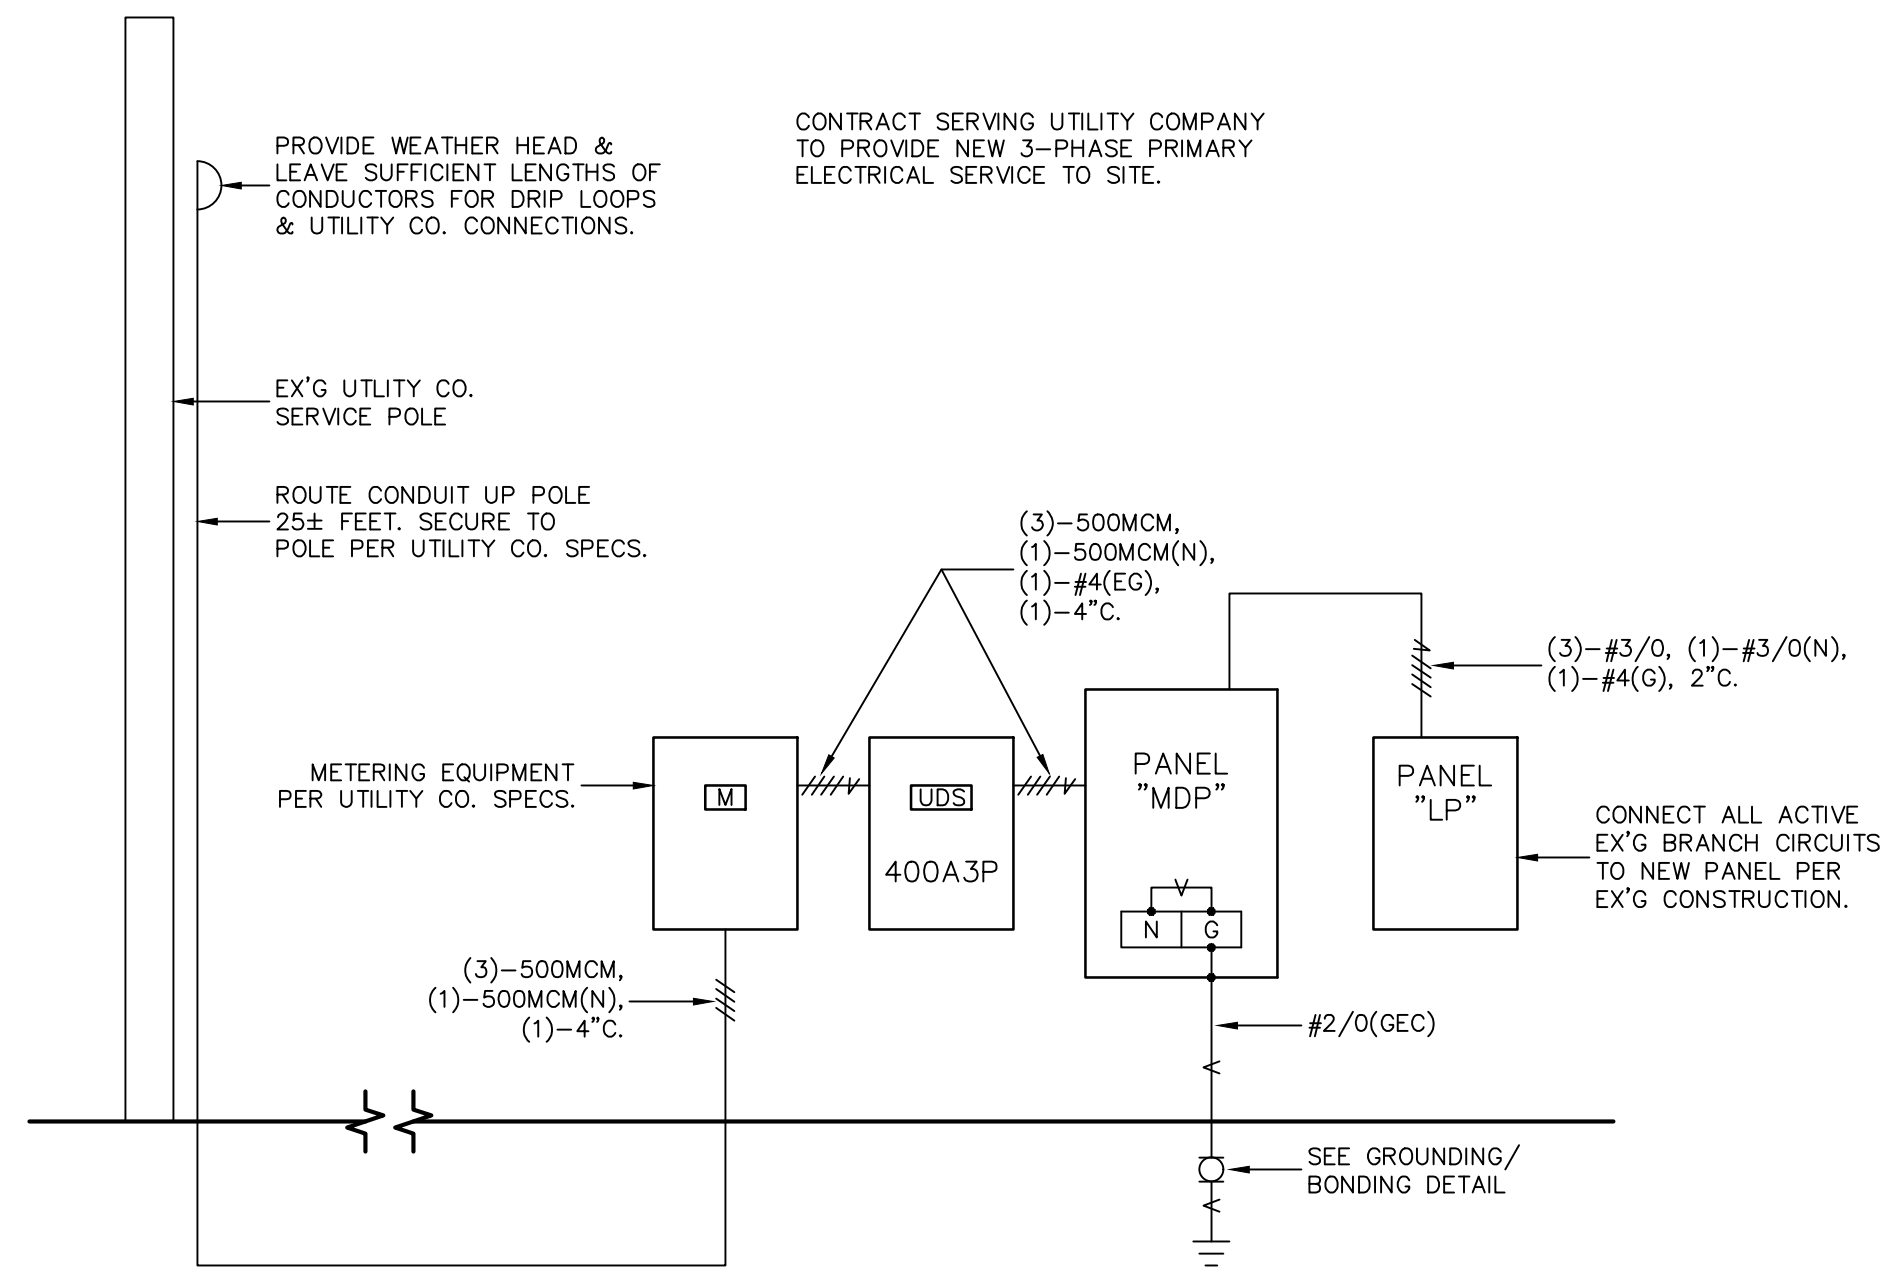 PROVIDE WEATHER HEAD &
LEAVE SUFFICIENT LENGTHS OF
CONDUCTORS FOR DRIP LOOPS
& UTILITY CO. CONNECTIONS.
CONTRACT SERVING UTILITY COMPANY
TO PROVIDE NEW 3-PHASE PRIMARY
ELECTRICAL SERVICE TO SITE.
EX'G UTLITY CO.
SERVICE POLE
ROUTE CONDUIT UP POLE
25± FEET. SECURE TO
POLE PER UTILITY CO. SPECS.
(3)-500MCM,
(1)-500MCM(N),
(1)-#4(EG),
(1)-4"C.
(3)-#3/0, (1)-#3/0(N),
(1)-#4(G), 2"C.
METERING EQUIPMENT
PER UTILITY CO. SPECS.
M
UDS
400A3P
PANEL
"MDP"
N G
PANEL
"LP"
CONNECT ALL ACTIVE
EX'G BRANCH CIRCUITS
TO NEW PANEL PER
EX'G CONSTRUCTION.
(3)-500MCM,
(1)-500MCM(N),
(1)-4"C.
#2/0(GEC)
SEE GROUNDING/
BONDING DETAIL